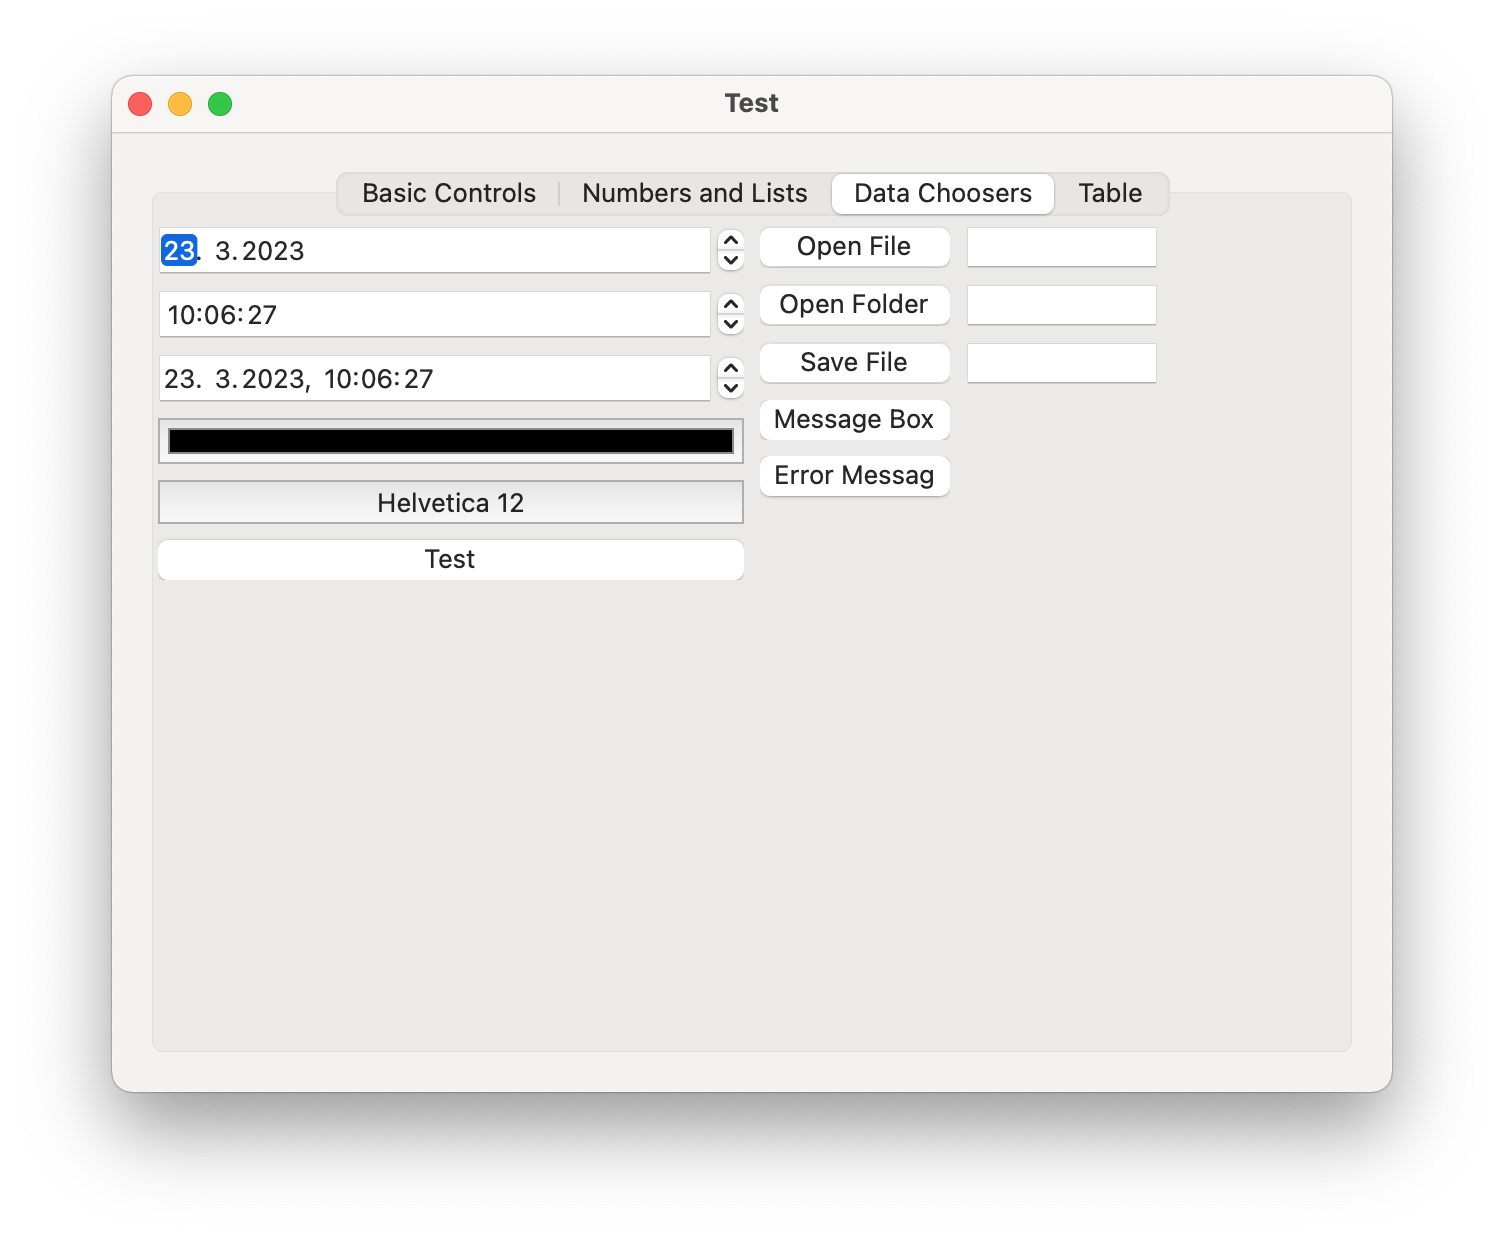 Test
Basic Controls Numbers and Lists Data Choosers Table
23. 3.2023
10:06:27
23. 3.2023, 10:06:27
Helvetica 12
Test
Open File
Open Folder
Save File
Message Box
Error Messag